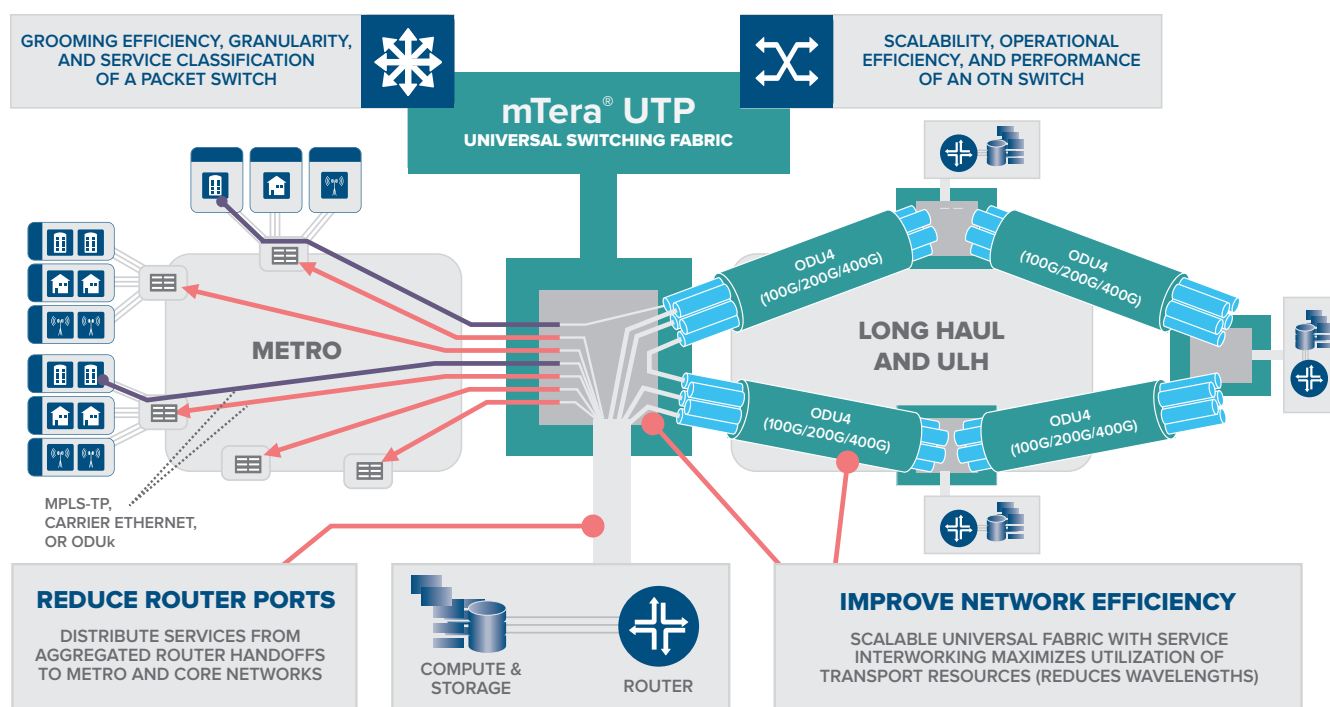 GROOMING EFFICIENCY, GRANULARITY,
AND SERVICE CLASSIFICATION
OF A PACKET SWITCH
mTera® UTP
UNIVERSAL SWITCHING FABRIC
SCALABILITY, OPERATIONAL
EFFICIENCY, AND PERFORMANCE
OF AN OTN SWITCH
METRO
ODU4
(100G/200G/400G)
ODU4
(100G/200G/400G)
LONG HAUL
AND ULH
ODU4
(100G/200G/400G)
ODU4
(100G/200G/400G)
MPLS-TP,
CARRIER ETHERNET,
OR ODUk
REDUCE ROUTER PORTS
DISTRIBUTE SERVICES FROM
AGGREGATED ROUTER HANDOFFS
TO METRO AND CORE NETWORKS
COMPUTE &
STORAGE
ROUTER
IMPROVE NETWORK EFFICIENCY
SCALABLE UNIVERSAL FABRIC WITH SERVICE
INTERWORKING MAXIMIZES UTILIZATION OF
TRANSPORT RESOURCES (REDUCES WAVELENGTHS)